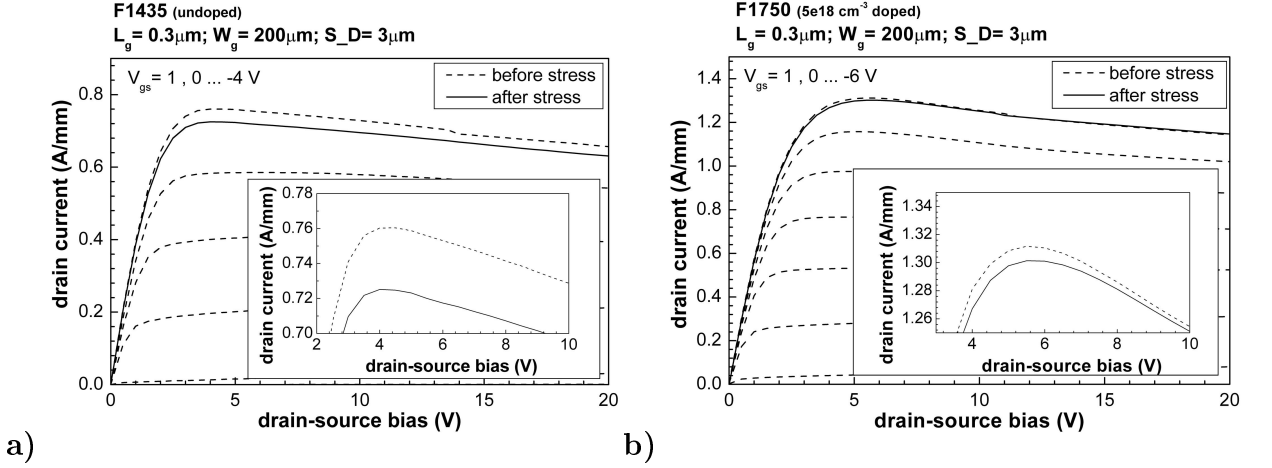 F1435 (undoped)
L_g= 0.3μm; W_g= 200μm; S_D= 3μm
V_gs= 1 , 0 ... -4 V
before stress
after stress
drain current (A/mm)
0.8
0.6
0.4
0.2
0.0
0
5
10
15
20
drain-source bias (V)
drain current (A/mm)
0.78
0.76
0.74
0.72
0.70
2
4
6
8
10
drain-source bias (V)
a)
F1750 (5e18 cm⁻³ doped)
L_g= 0.3μm; W_g= 200μm; S_D= 3μm
V_gs= 1 , 0 ... -6 V
before stress
after stress
drain current (A/mm)
1.4
1.2
1.0
0.8
0.6
0.4
0.2
0.0
0
5
10
15
20
drain-source bias (V)
drain current (A/mm)
1.34
1.30
1.28
1.26
4
6
8
10
drain-source bias (V)
b)